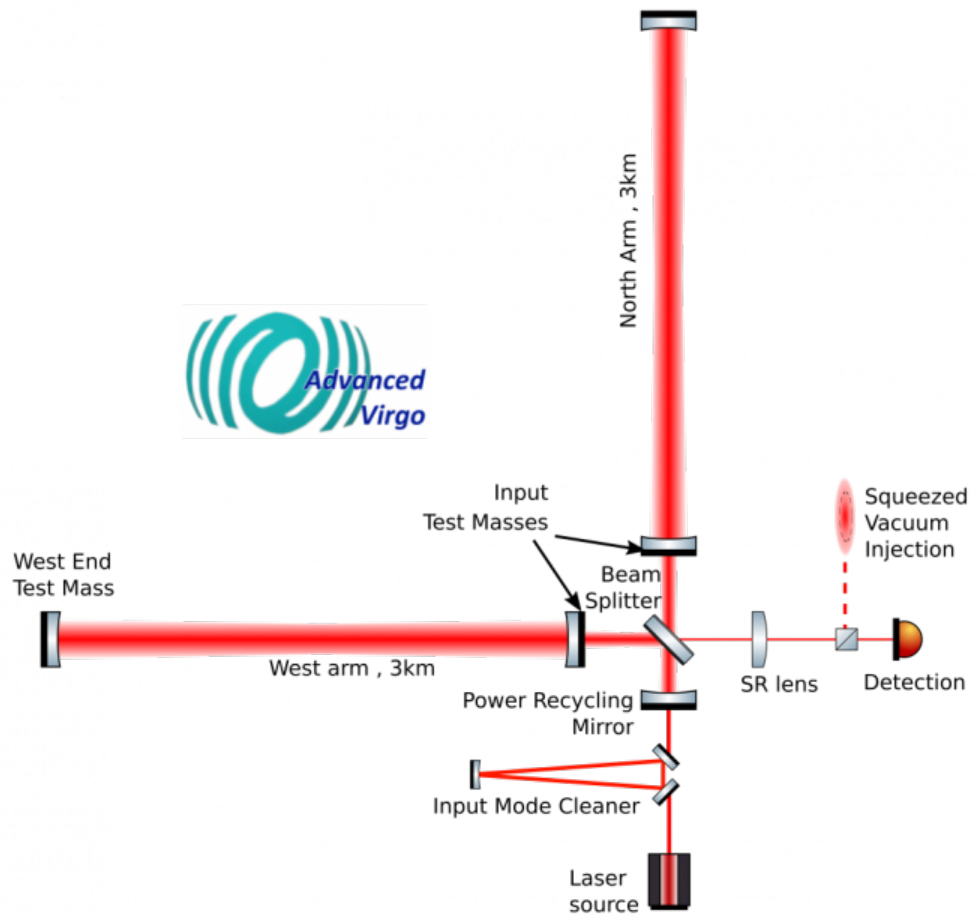 North Arm , 3km
Advanced
Virgo
Input
Test Masses
Squeezed
Vacuum
Injection
West End
Test Mass
Beam
Splitter
West arm , 3km
SR lens
Detection
Power Recycling
Mirror
Input Mode Cleaner
Laser
source